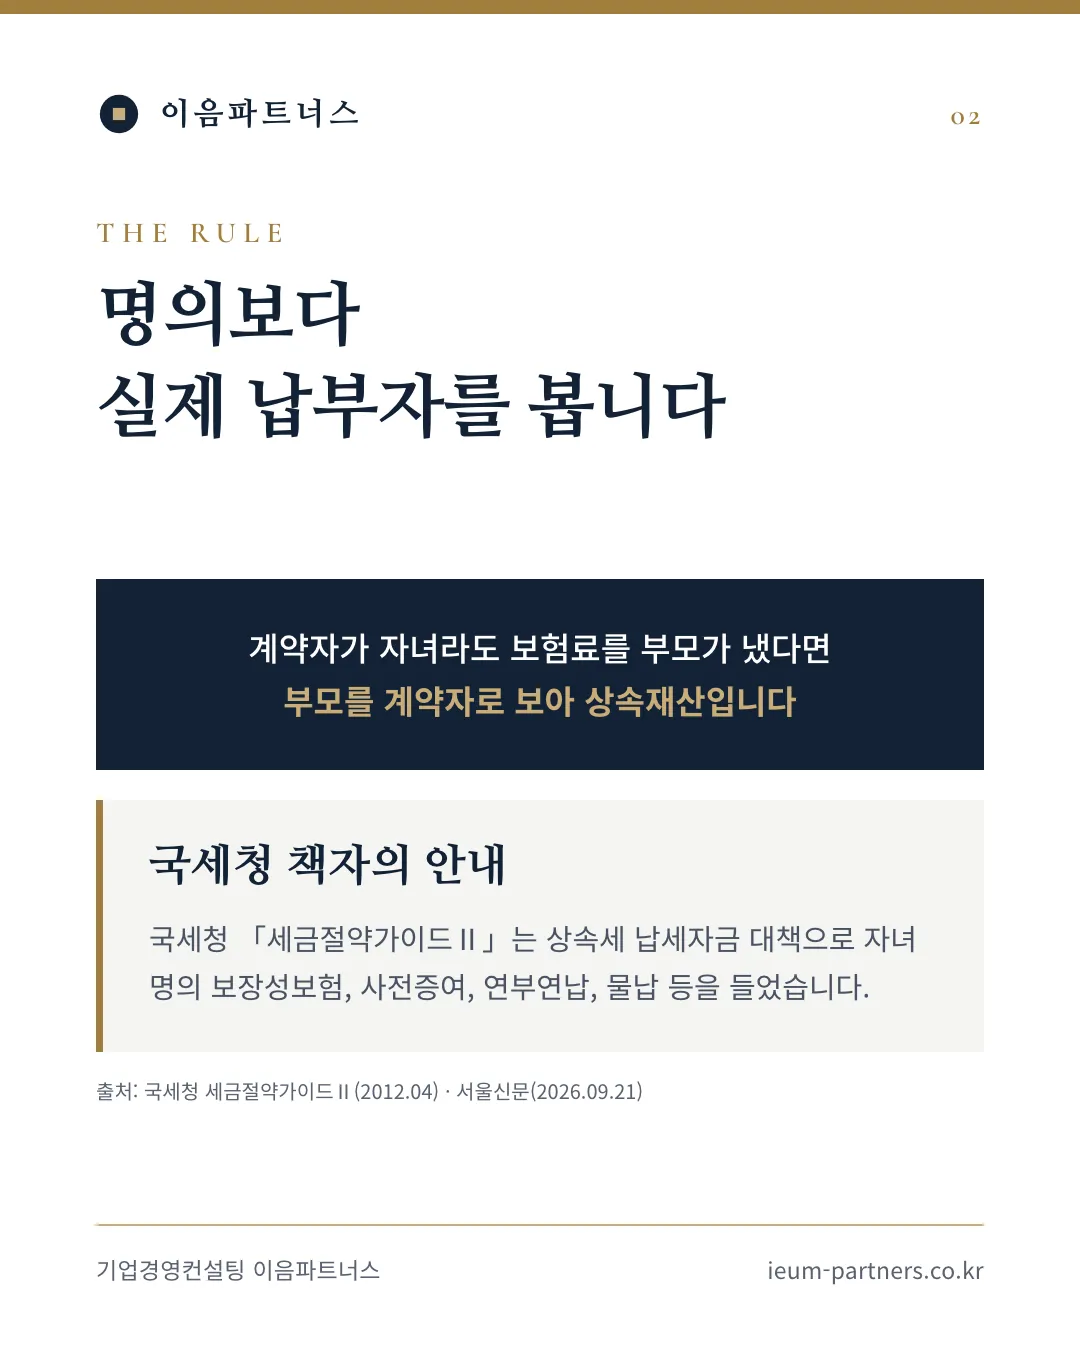 이음파트너스
02
THE RULE
명의보다
실제 납부자를 봅니다
계약자가 자녀라도 보험료를 부모가 냈다면
부모를 계약자로 보아 상속재산입니다
국세청 책자의 안내
국세청 「세금절약가이드Ⅱ」는 상속세 납세자금 대책으로 자녀
명의 보장성보험, 사전증여, 연부연납, 물납 등을 들었습니다.
출처: 국세청 세금절약가이드Ⅱ(2012.04) · 서울신문(2026.09.21)
기업경영컨설팅 이음파트너스
ieum-partners.co.kr